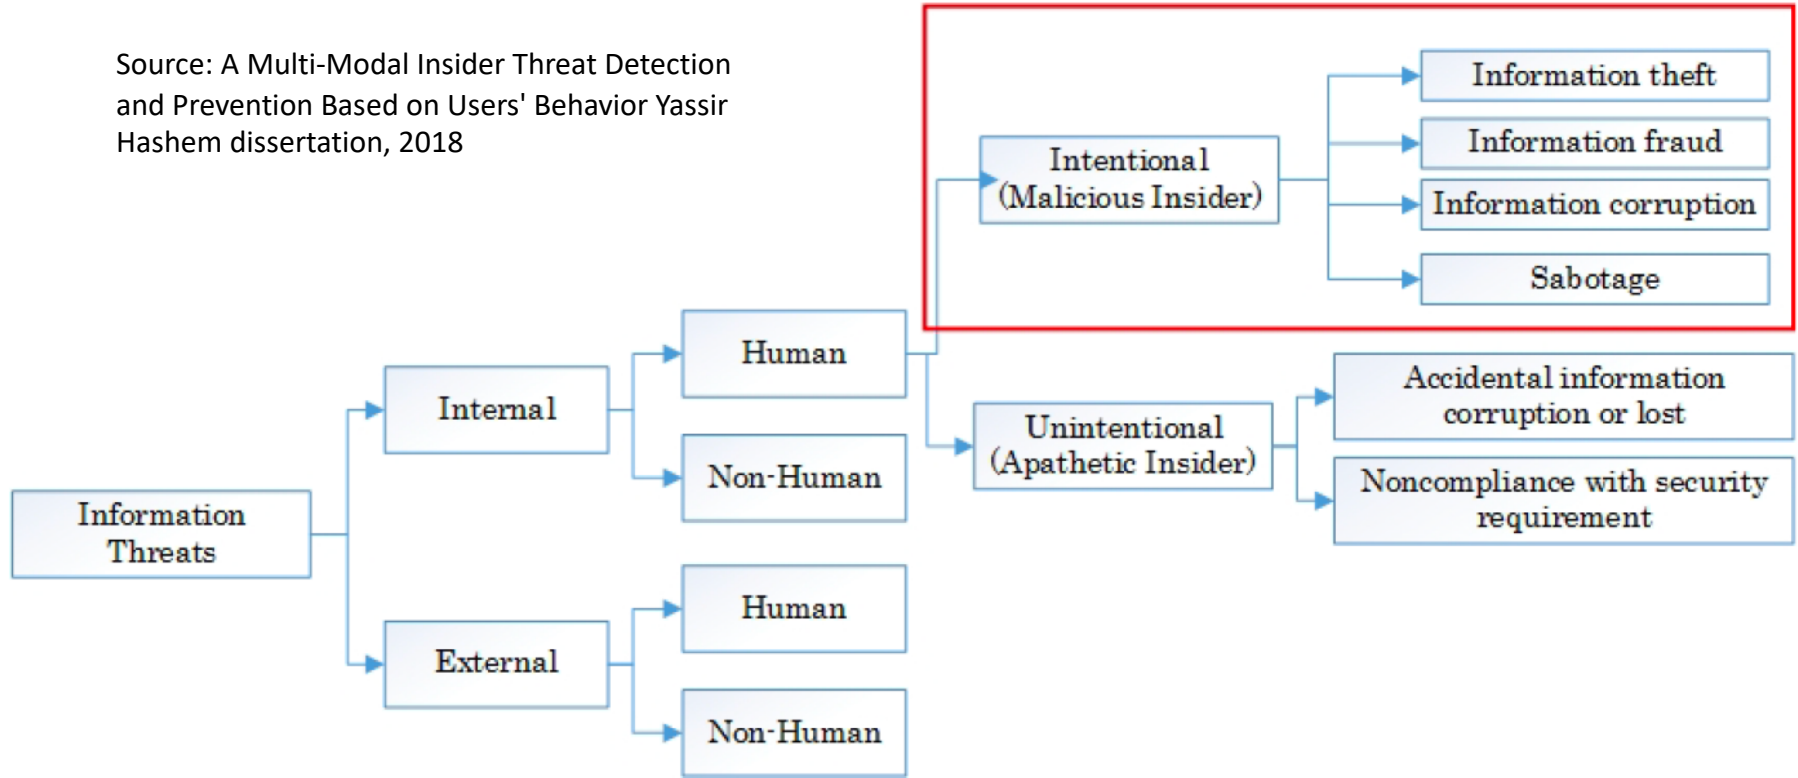 Source: A Multi-Modal Insider Threat Detection
and Prevention Based on Users' Behavior Yassir
Hashem dissertation, 2018
Information theft
Information fraud
Intentional
(Malicious Insider)
Information corruption
Sabotage
Human
Internal
Non-Human
Unintentional
(Apathetic Insider)
Accidental information
corruption or lost
Noncompliance with security
requirement
Information
Threats
Human
External
Non-Human